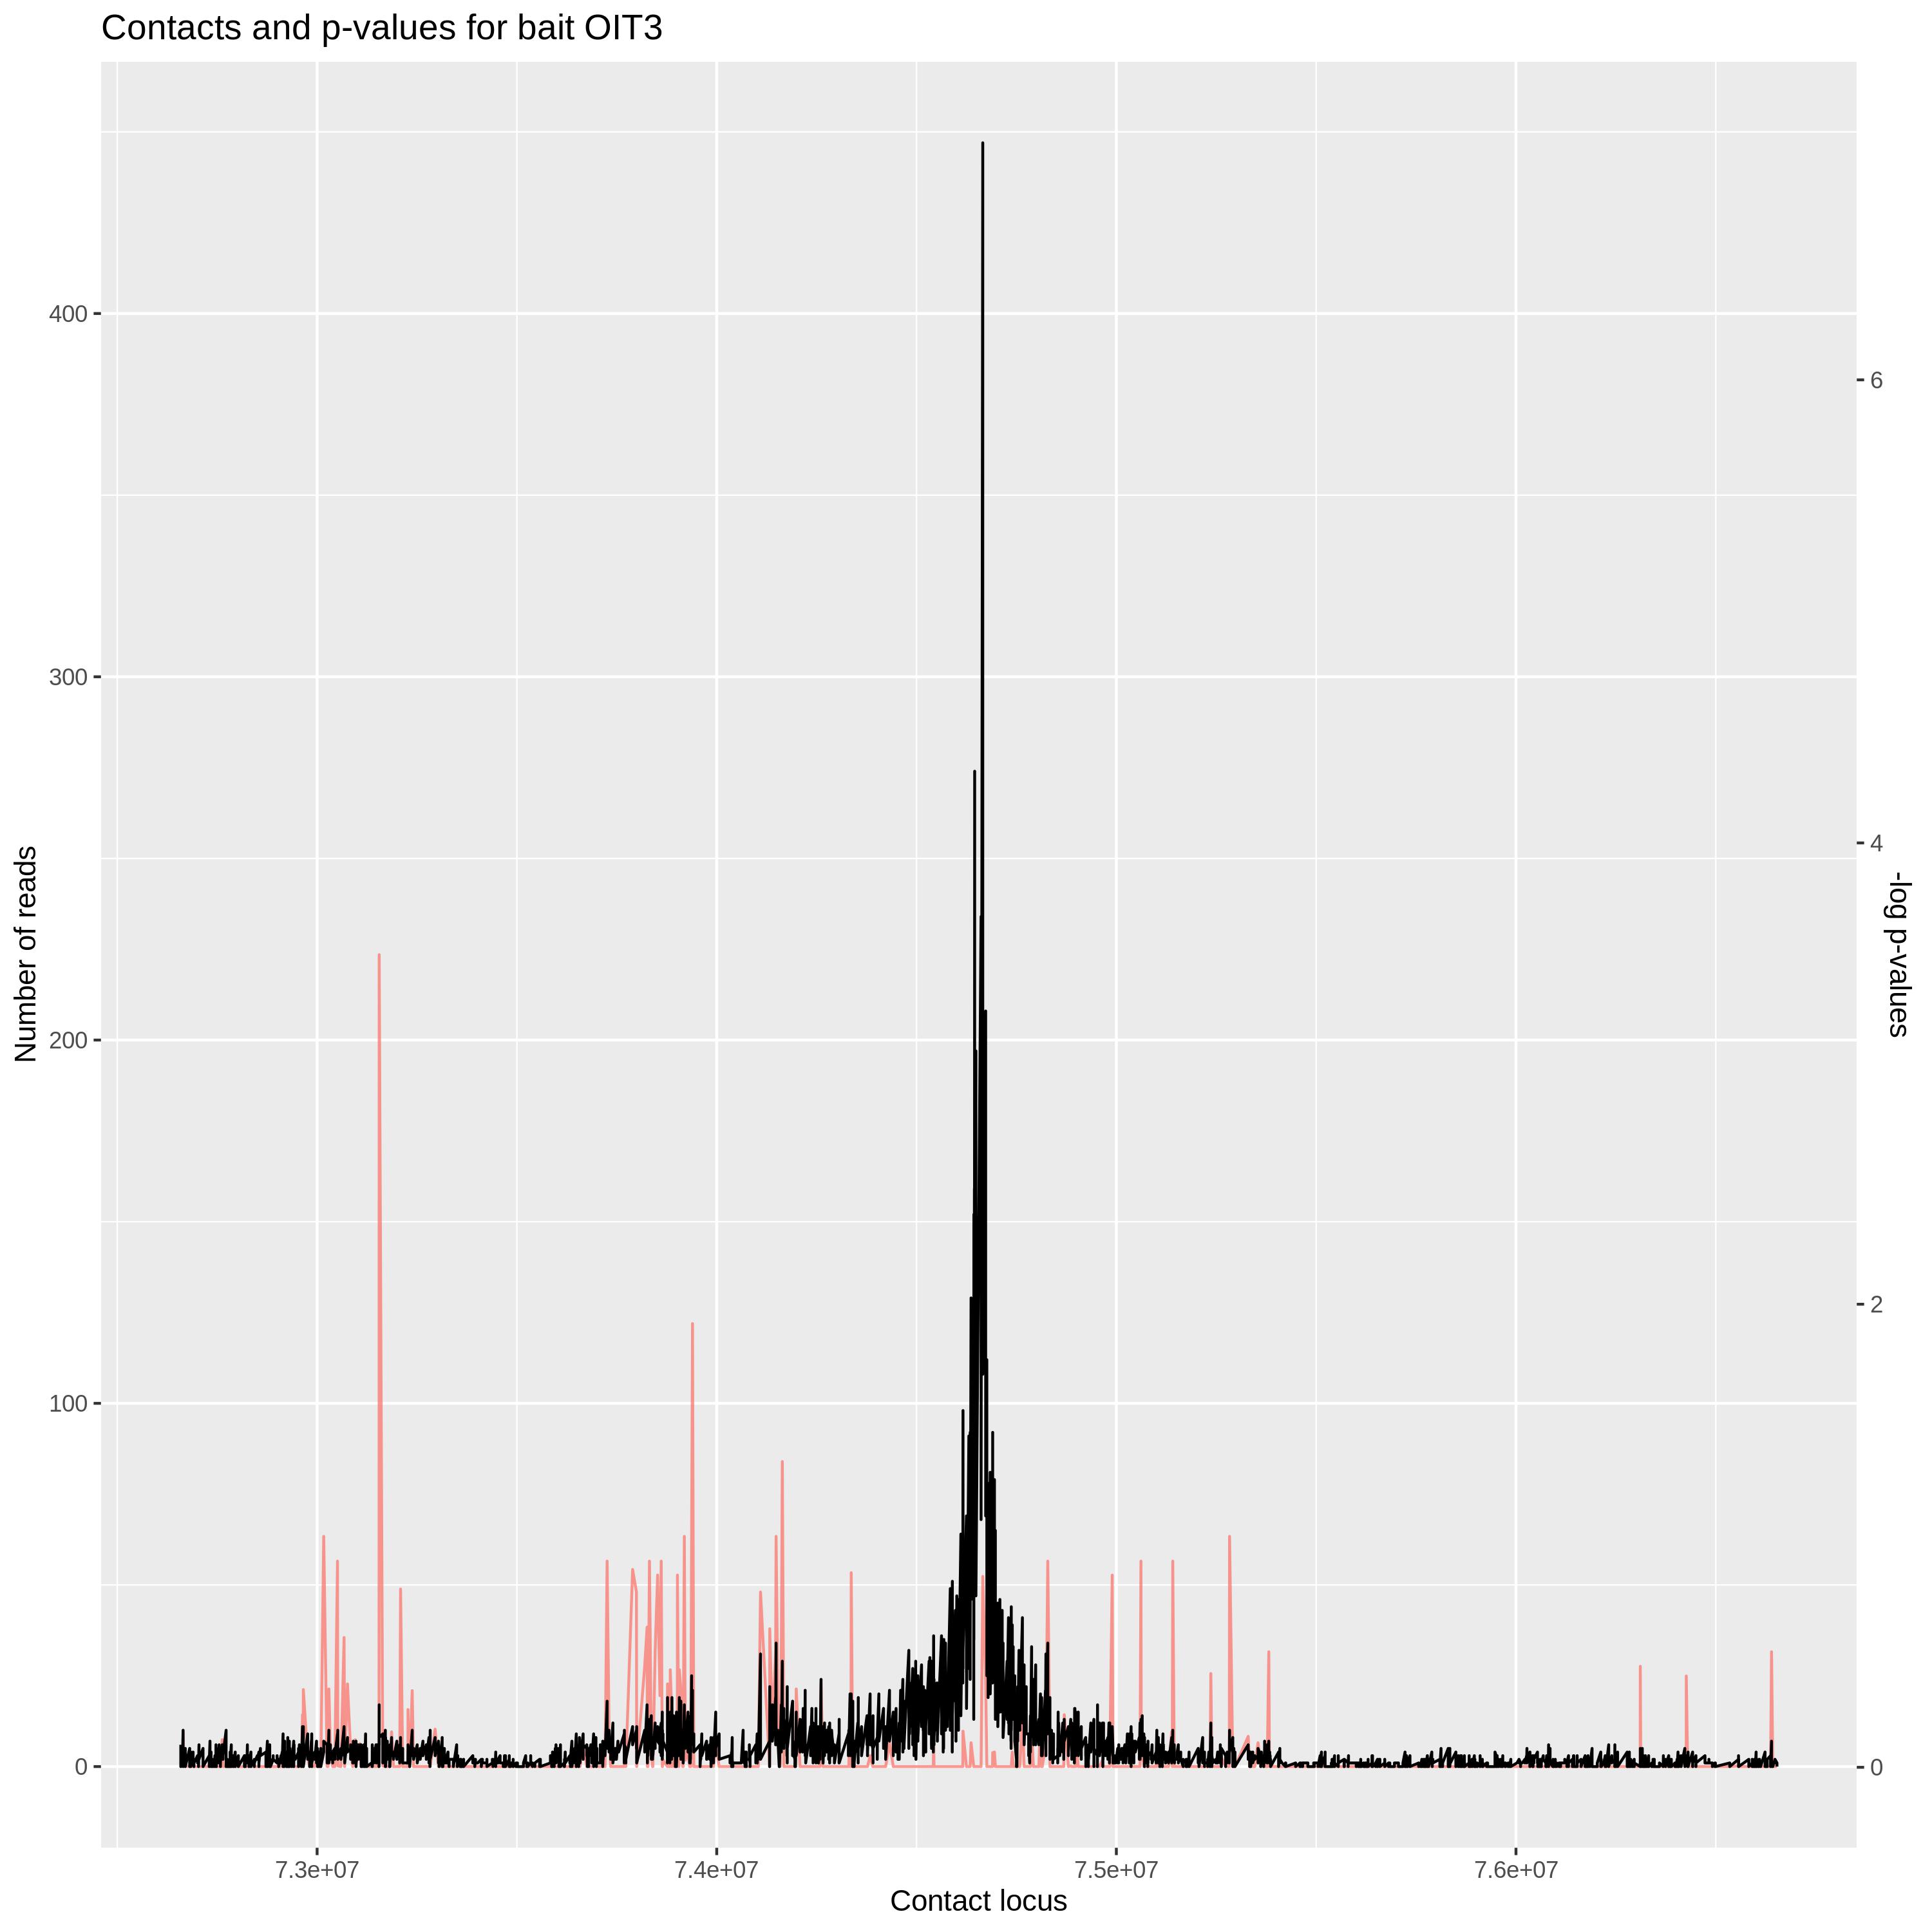 Contacts and p-values for bait OIT3
400
300
200
100
0
Number of reads
6
4
2
0
-log p-values
7.3e+07
7.4e+07
7.5e+07
7.6e+07
Contact locus